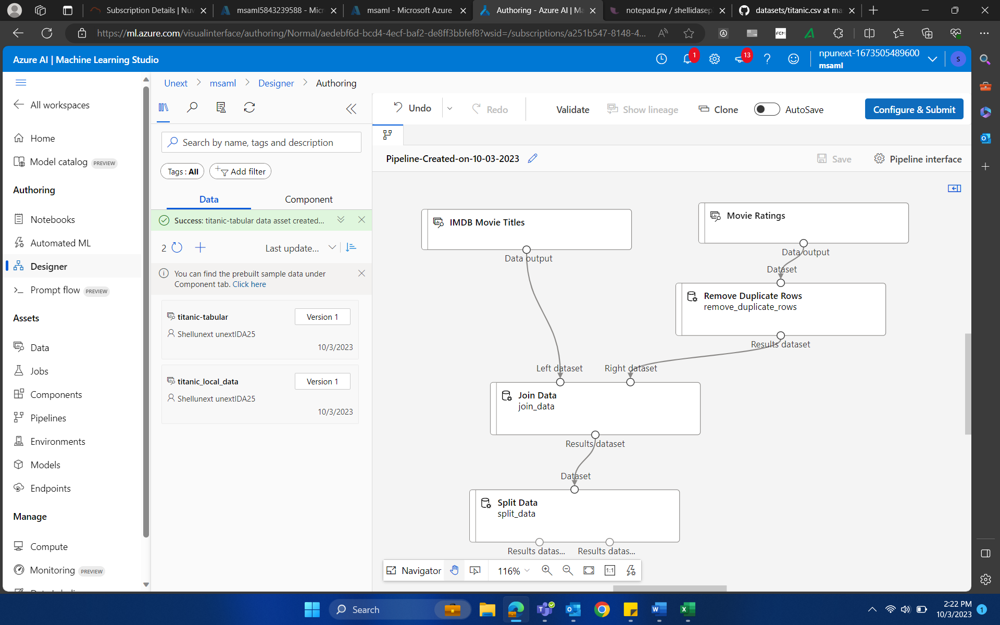 Subscription Details | Nuv
msaml5843239588 - Micr
msaml - Microsoft Azure
Authoring - Azure AI | Ma
notepad.pw / shellidasep
datasets/titanic.csv at ma
https://ml.azure.com/visualinterface/authoring/Normal/aedebf6d-bcd4-4ecf-baf2-de8ff3bbfef8?wsid=/subscriptions/a251b547-8148-4...
Azure AI | Machine Learning Studio
1
13
npunext-1673505489600
msaml
S
All workspaces
Home
Model catalog PREVIEW
Authoring
Notebooks
Automated ML
Designer
Prompt flow PREVIEW
Assets
Data
Jobs
Components
Pipelines
Environments
Models
Endpoints
Manage
Compute
Monitoring PREVIEW
Unext > msaml > Designer > Authoring
Search by name, tags and description
Tags : All
Add filter
Data
Component
Success: titanic-tabular data asset created...
2
Last update...
You can find the prebuilt sample data under
Component tab. Click here
titanic-tabular
Version 1
Shellunext unextIDA25
10/3/2023
titanic_local_data
Version 1
Shellunext unextIDA25
10/3/2023
Undo
Redo
Validate
Show lineage
Clone
AutoSave
Configure & Submit
Pipeline-Created-on-10-03-2023
Save
Pipeline interface
IMDB Movie Titles
Data output
Movie Ratings
Data output
Dataset
Remove Duplicate Rows
remove_duplicate_rows
Results dataset
Left dataset
Right dataset
Join Data
join_data
Results dataset
Dataset
Split Data
split_data
Results datas...
Results datas...
Navigator
116%
1:1
Search
2:22 PM
10/3/2023
1